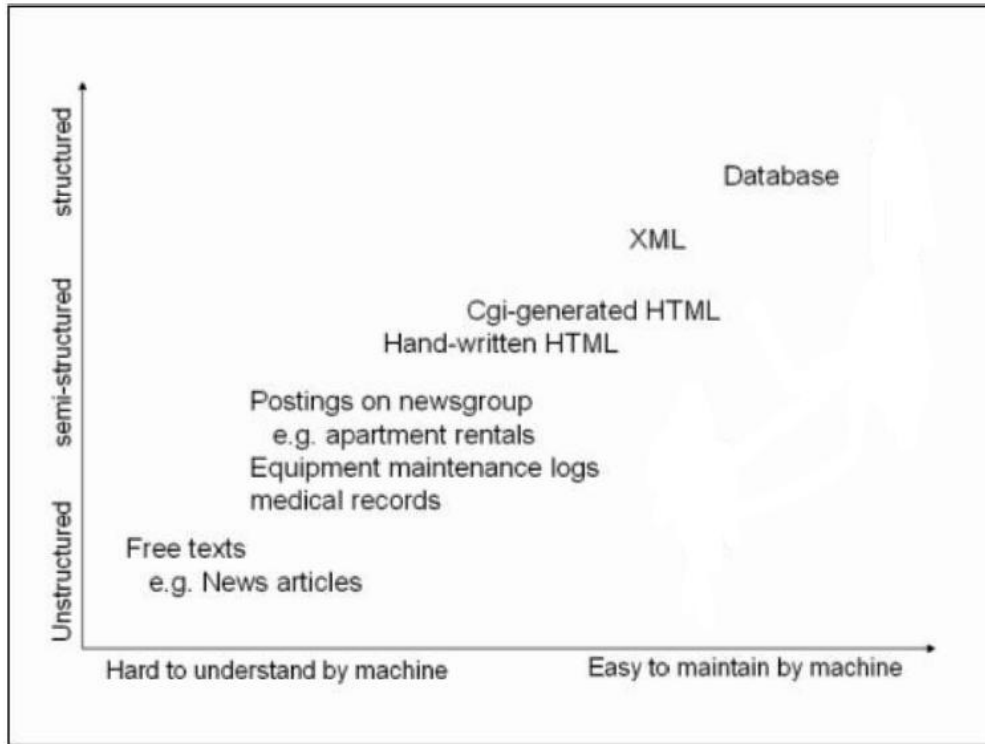 structured
Database
XML
semi-structured
Cgi-generated HTML
Hand-written HTML
Postings on newsgroup
e.g. apartment rentals
Equipment maintenance logs
medical records
Unstructured
Free texts
e.g. News articles
Hard to understand by machine
Easy to maintain by machine